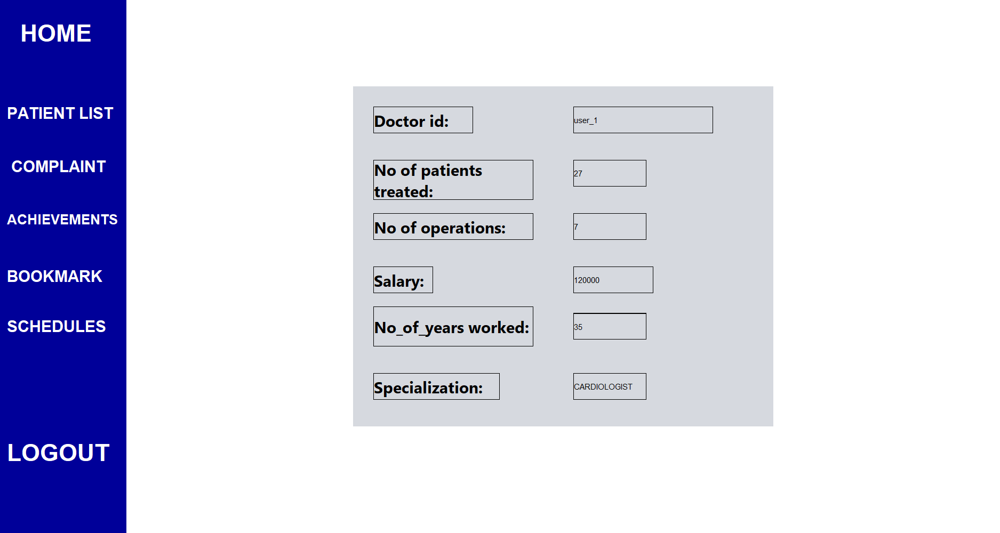 HOME
PATIENT LIST
COMPLAINT
ACHIEVEMENTS
BOOKMARK
SCHEDULES
LOGOUT
Doctor id:
user_1
No of patients
treated:
27
No of operations:
7
Salary:
120000
No_of_years worked:
35
Specialization:
CARDIOLOGIST